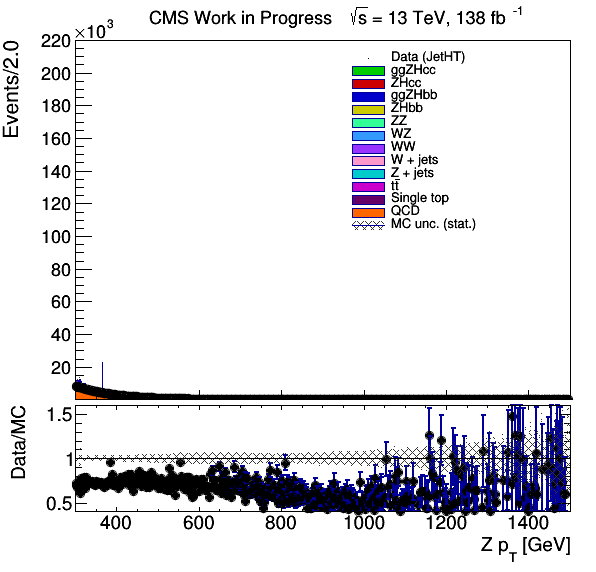 CMS Work in Progress √s = 13 TeV, 138 fb⁻¹
×10³
Events/2.0
220
200
180
160
140
120
100
80
60
40
20
Data (JetHT)
ggZHcc
ZHcc
ggZHbb
ZHbb
ZZ
WZ
WW
W + jets
Z + jets
tt̄
Single top
QCD
MC unc. (stat.)
Data/MC
1.5
1
0.5
400 600 800 1000 1200 1400
Z p_T [GeV]